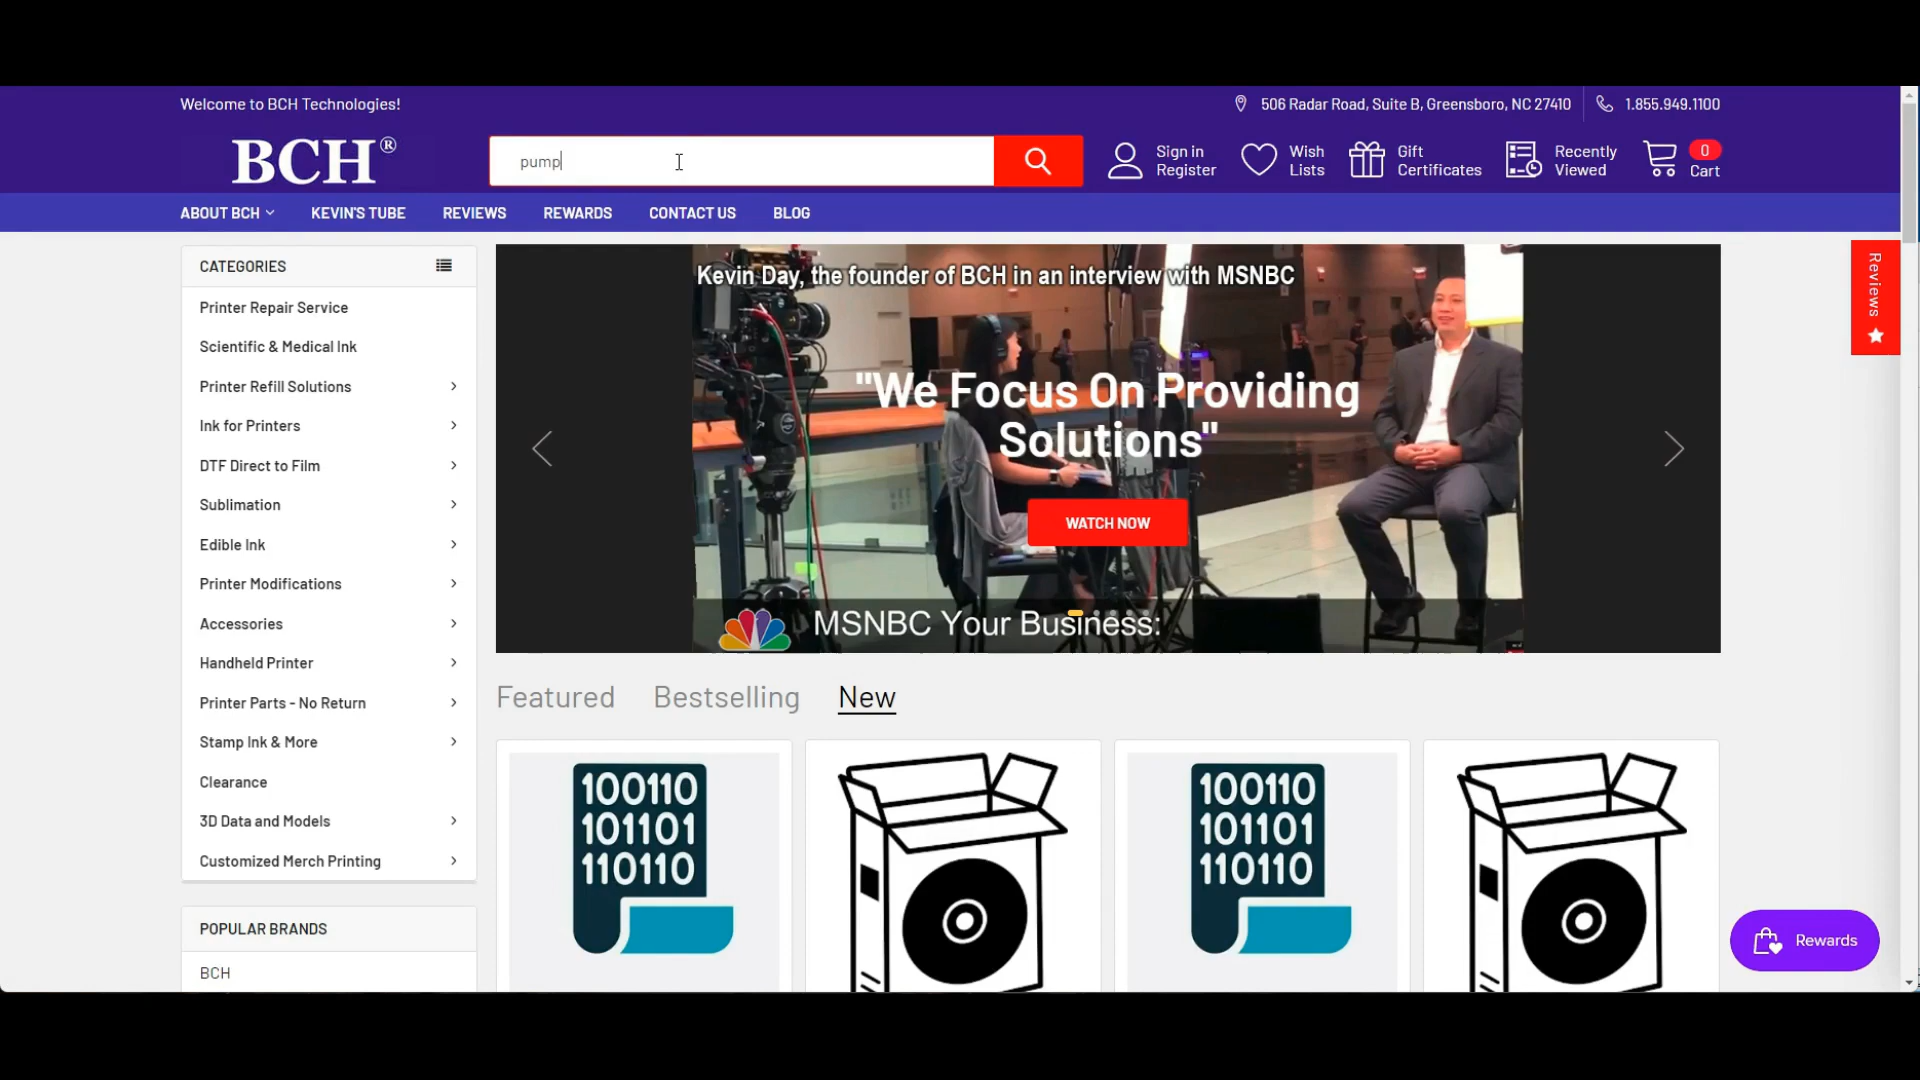 Welcome to BCH Technologies!
506 Radar Road, Suite B, Greensboro, NC 27410
1.855.949.1100
BCH®
pump
Sign in
Register
Wish
Lists
Gift
Certificates
Recently
Viewed
0
Cart
ABOUT BCH
KEVIN'S TUBE
REVIEWS
REWARDS
CONTACT US
BLOG
CATEGORIES
Printer Repair Service
Scientific & Medical Ink
Printer Refill Solutions
Ink for Printers
DTF Direct to Film
Sublimation
Edible Ink
Printer Modifications
Accessories
Handheld Printer
Printer Parts - No Return
Stamp Ink & More
Clearance
3D Data and Models
Customized Merch Printing
POPULAR BRANDS
BCH
Kevin Day, the founder of BCH in an interview with MSNBC
"We Focus On Providing
Solutions"
WATCH NOW
MSNBC Your Business:
Featured
Bestselling
New
100110
101101
110110
100110
101101
110110
Reviews
Rewards